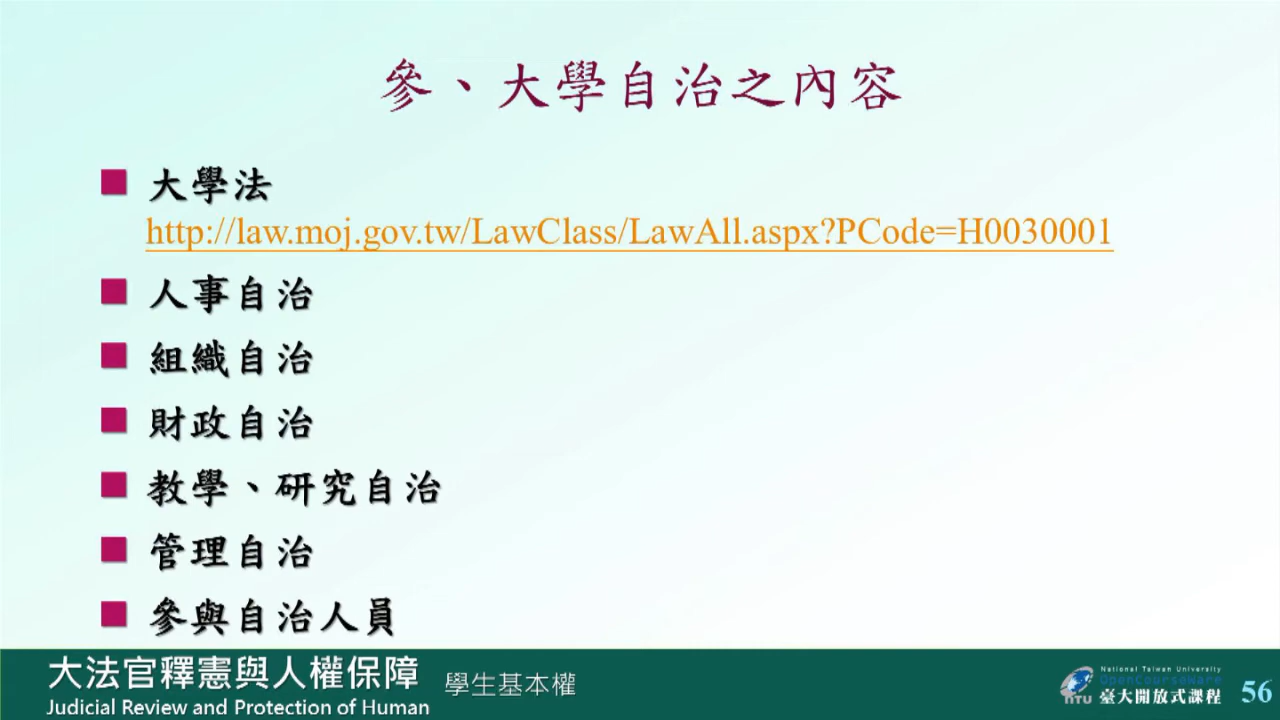 參、大學自治之內容
大學法
http://law.moj.gov.tw/LawClass/LawAll.aspx?PCode=H0030001
人事自治
組織自治
財政自治
教學、研究自治
管理自治
參與自治人員
大法官釋憲與人權保障
學生基本權
Judicial Review and Protection of Human
National Taiwan University
OpenCourseWare
臺大開放式課程
NTU
56